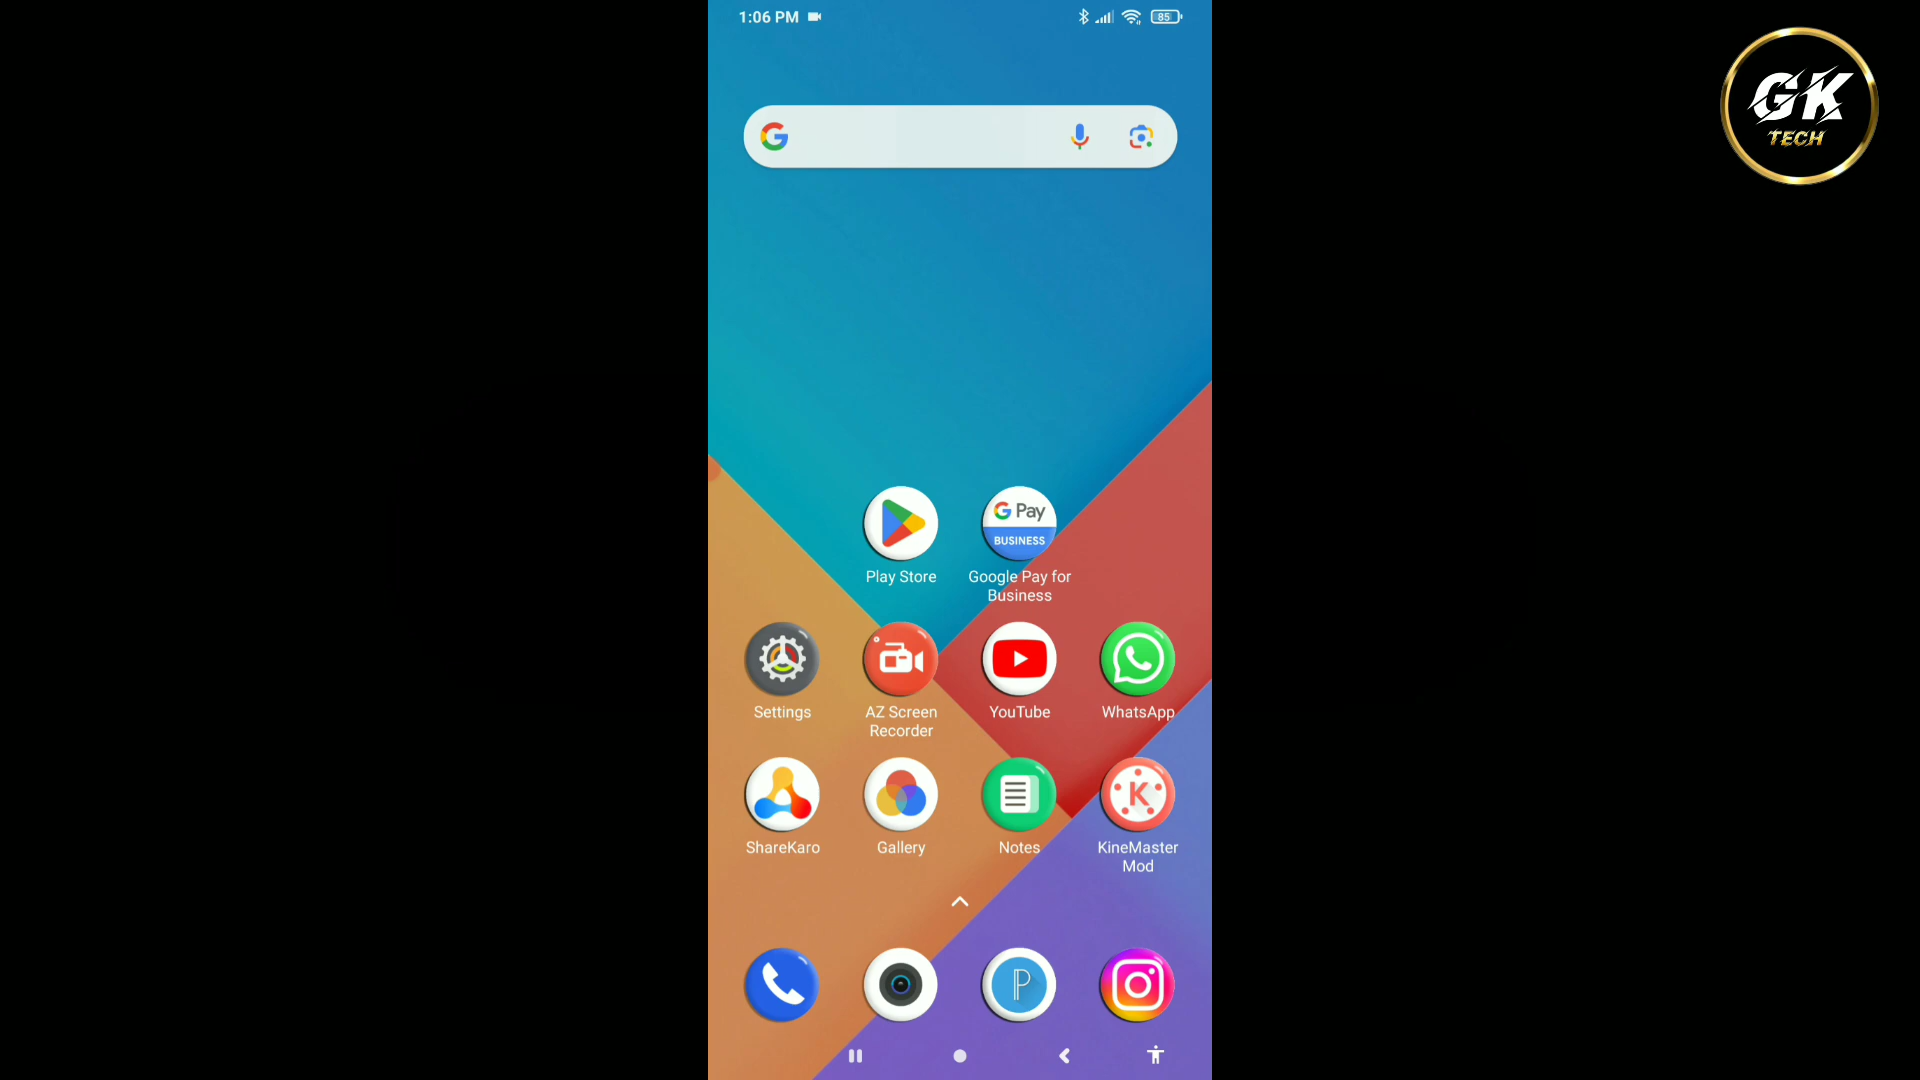 1:06 PM
85
GK
TECH
G Pay
BUSINESS
Play Store
Google Pay for
Business
Settings
AZ Screen
Recorder
YouTube
WhatsApp
K
ShareKaro
Gallery
Notes
KineMaster
Mod
P